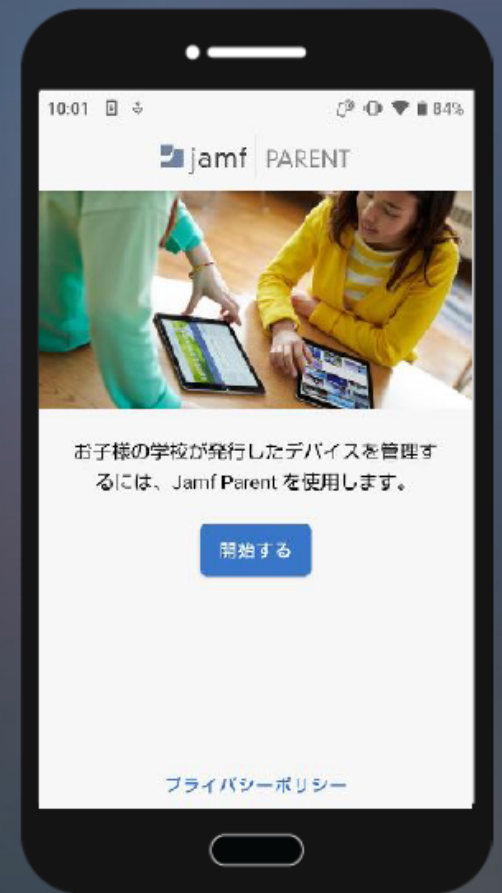 10:01
84%
jamf PARENT
お子様の学校が発行したデバイスを管理す
るには、Jamf Parent を使用します。
開始する
プライバシーポリシー